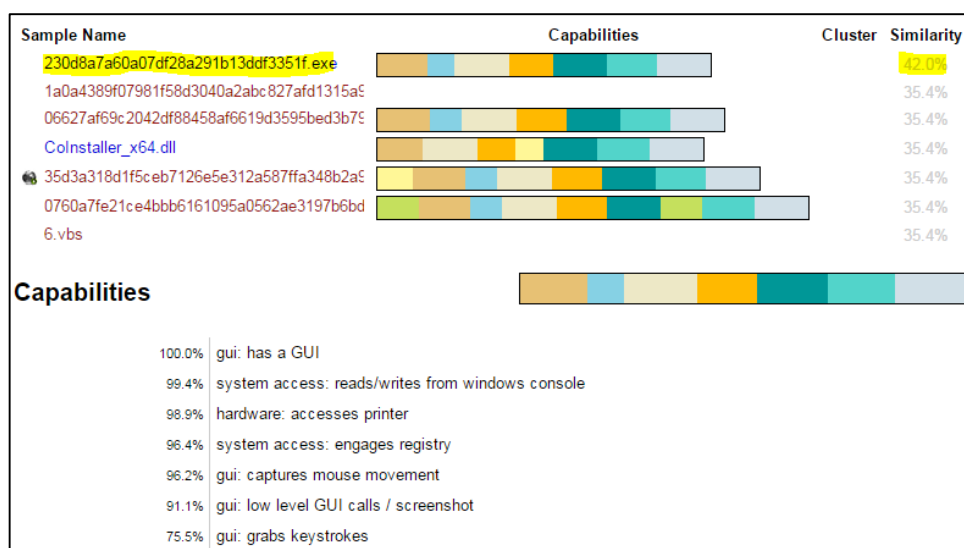 Sample Name Capabilities Cluster Similarity
230d8a7a60a07df28a291b13ddf3351f.exe 42.0%
1a0a4389f07981f58d3040a2abc827afd1315a9 35.4%
06627af69c2042df88458af6619d3595bed3b79 35.4%
CoInstaller_x64.dll 35.4%
35d3a318d1f5ceb7126e5e312a587ffa348b2a9 35.4%
0760a7fe21ce4bbb6161095a0562ae3197b6bd 35.4%
6.vbs 35.4%
Capabilities
100.0% gui: has a GUI
99.4% system access: reads/writes from windows console
98.9% hardware: accesses printer
96.4% system access: engages registry
96.2% gui: captures mouse movement
91.1% gui: low level GUI calls / screenshot
75.5% gui: grabs keystrokes